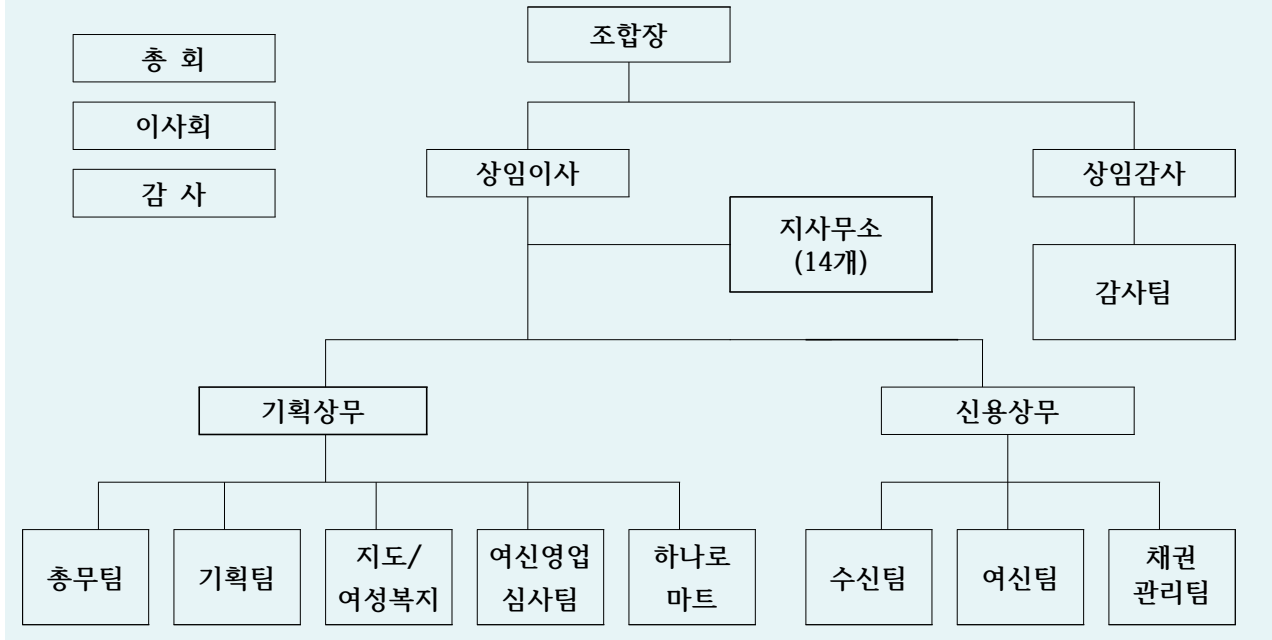 조합장
총 회
이사회
감 사
상임이사
상임감사
지사무소
(14개)
감사팀
기획상무
신용상무
총무팀
기획팀
지도/
여성복지
여신영업
심사팀
하나로
마트
수신팀
여신팀
채권
관리팀